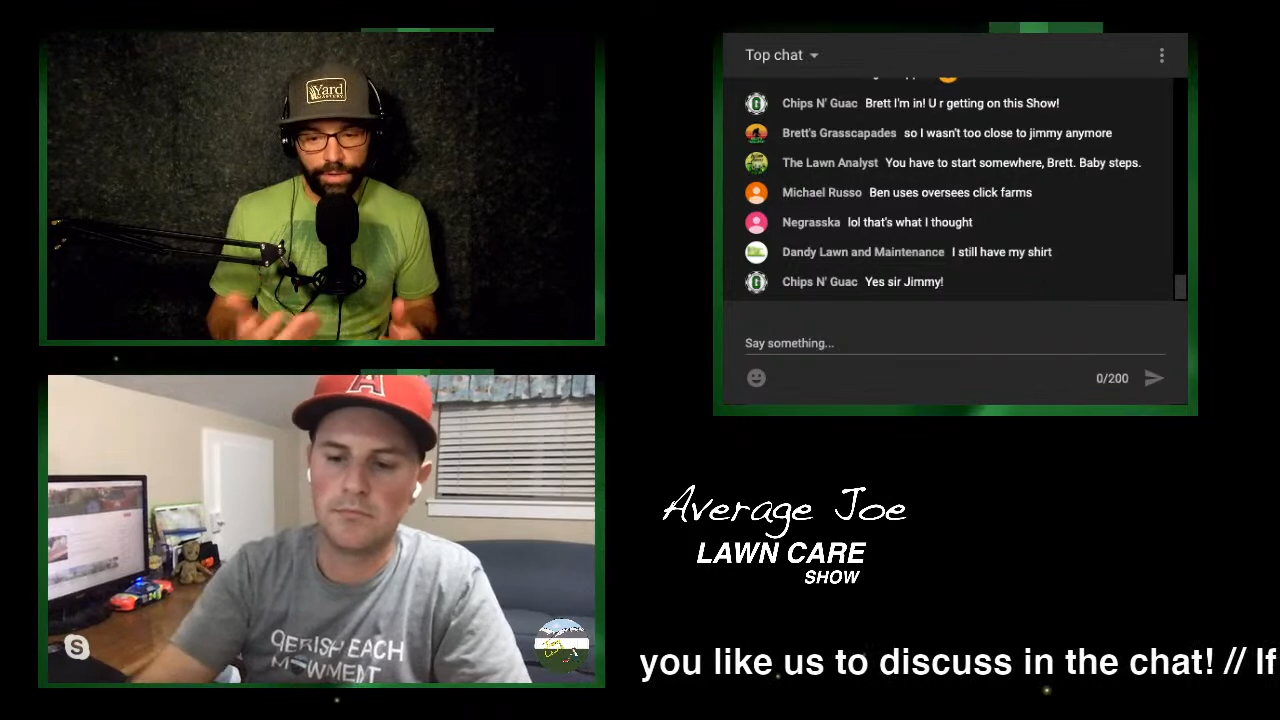 Yard
MASTERY
Top chat
Chips N' Guac Brett I'm in! U r getting on this Show!
Brett's Grasscapades so I wasn't too close to jimmy anymore
The Lawn Analyst You have to start somewhere, Brett. Baby steps.
Michael Russo Ben uses oversees click farms
Negrasska lol that's what I thought
Dandy Lawn and Maintenance I still have my shirt
Chips N' Guac Yes sir Jimmy!
Say something...
0/200
A
S
Average Joe
LAWN CARE
SHOW
you like us to discuss in the chat! // If